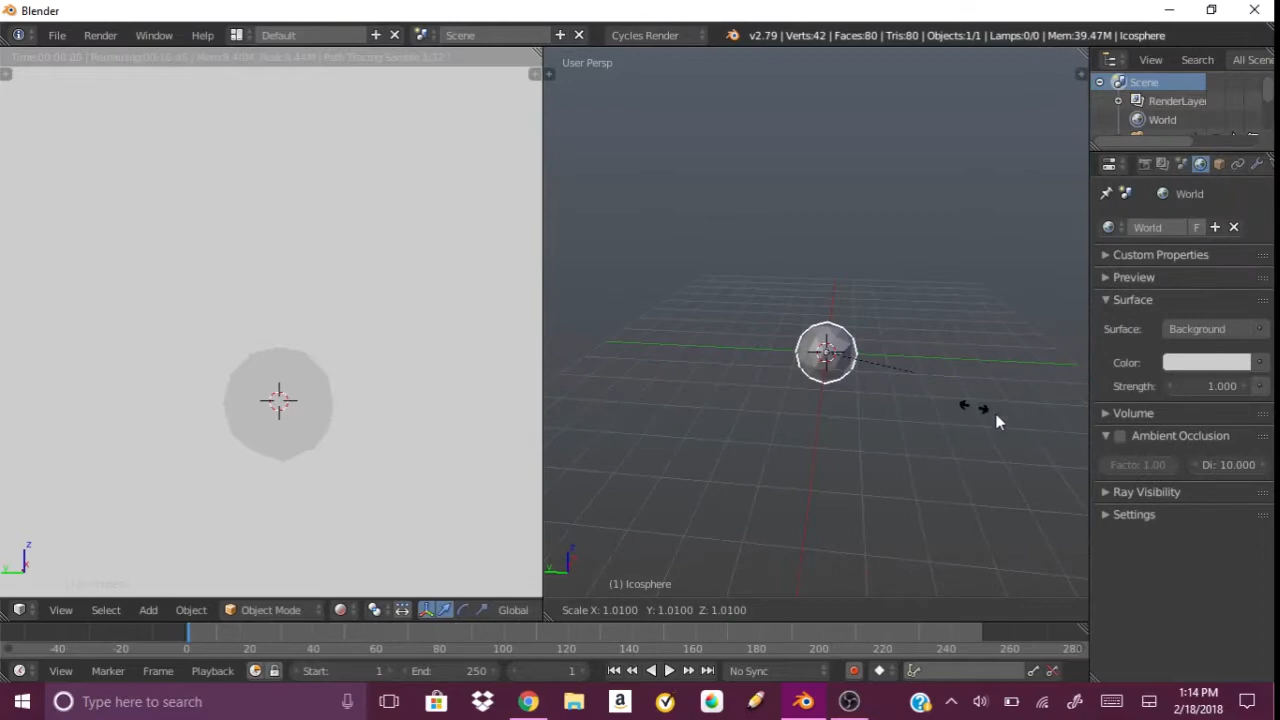 Blender
File Render Window Help Default Scene Cycles Render v2.79 | Verts:42 | Faces:80 | Tris:80 | Objects:1/1 | Lamps:0/0 | Mem:39.47M | Icosphere
User Persp
View Search All Scene
Scene
RenderLayer
World
World
World F
Custom Properties
Preview
Surface
Surface: Background
Color:
Strength: 1.000
Volume
Ambient Occlusion
Facto: 1.00 Di: 10.000
Ray Visibility
Settings
z
y x
z
y
(1) Icosphere
View Select Add Object Object Mode Global
Scale X: 1.0100 Y: 1.0100 Z: 1.0100
-40 -20 0 20 40 60 80 100 120 140 160 180 200 220 240 260 280
View Marker Frame Playback Start: 1 End: 250 1 No Sync
Type here to search
1:14 PM
2/18/2018